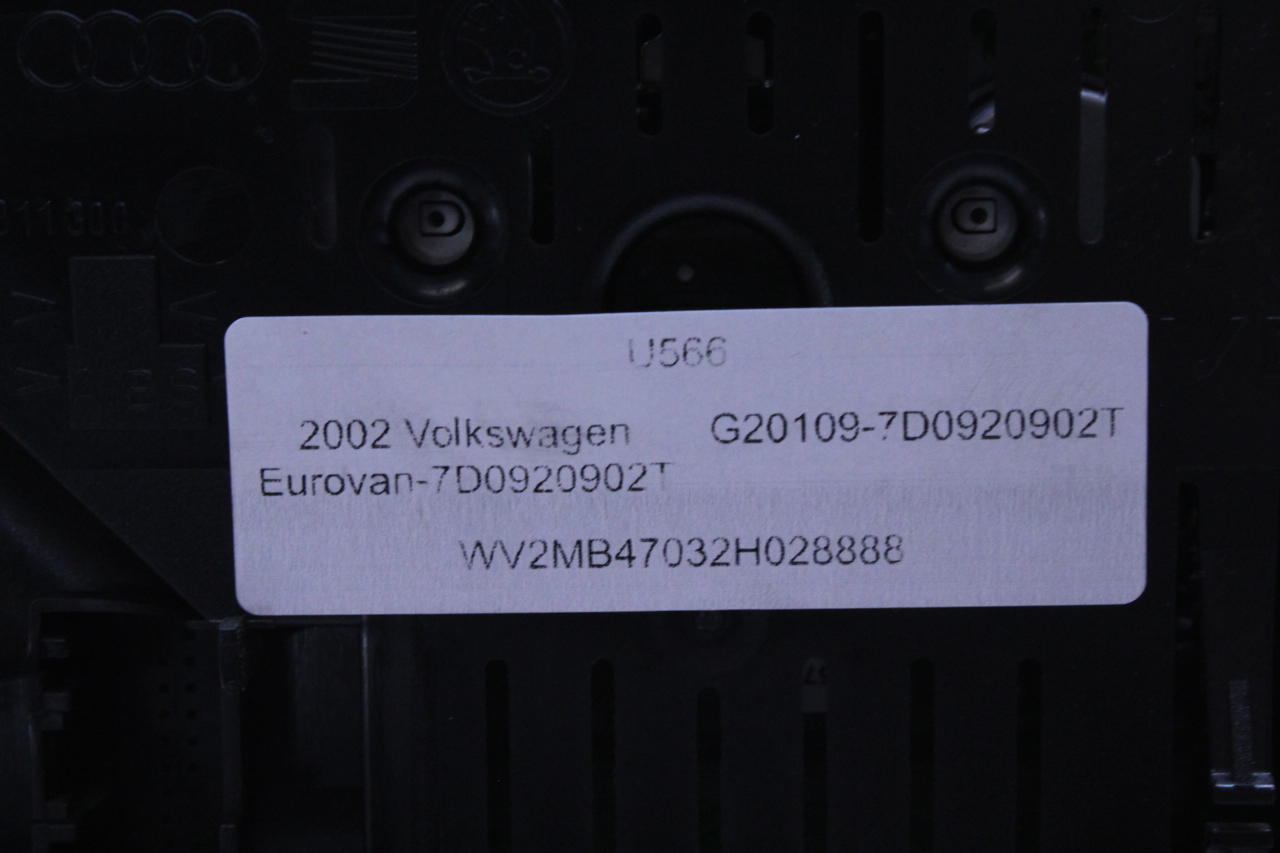 U566
2002 Volkswagen G20109-7D0920902T
Eurovan-7D0920902T
WV2MB47032H028888